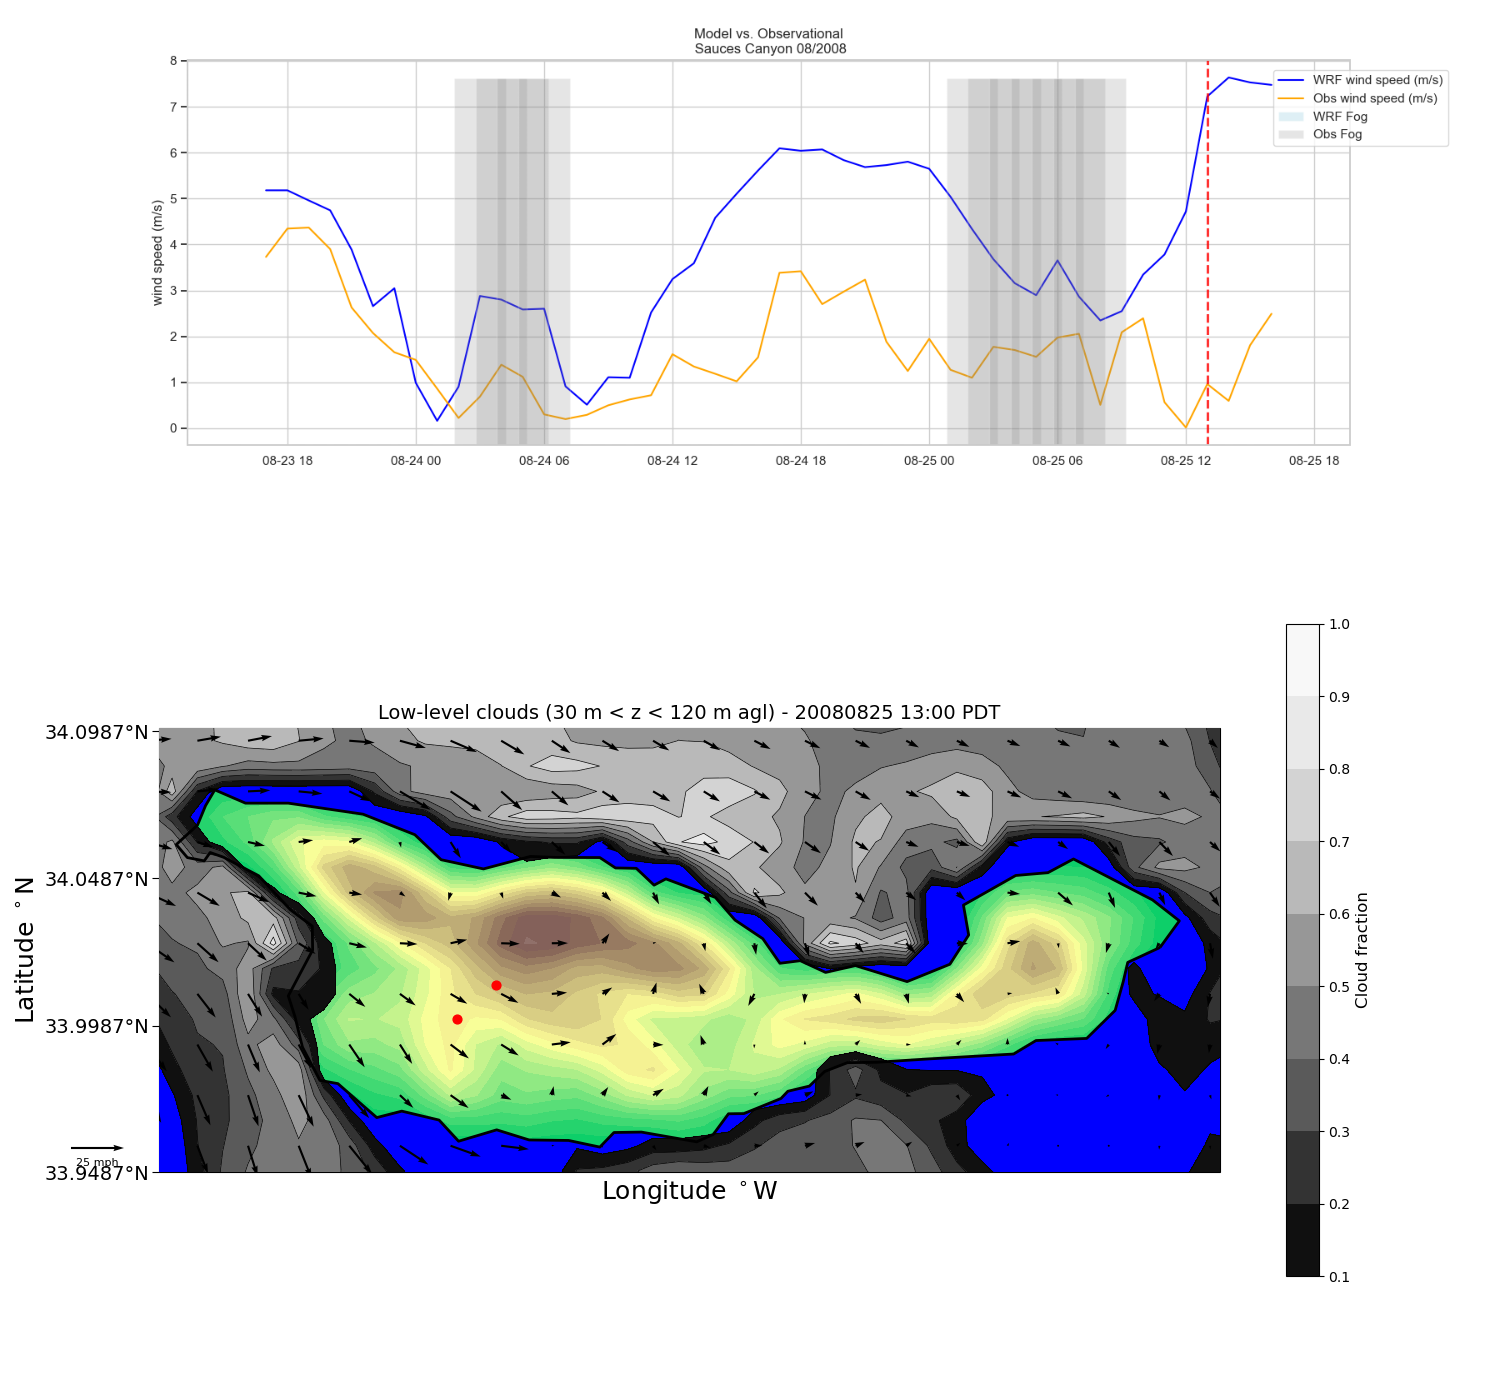 Model vs. Observational
Sauces Canyon 08/2008
8
7
6
5
4
3
2
1
0
wind speed (m/s)
WRF wind speed (m/s)
Obs wind speed (m/s)
WRF Fog
Obs Fog
08-23 18
08-24 00
08-24 06
08-24 12
08-24 18
08-25 00
08-25 06
08-25 12
08-25 18
Low-level clouds (30 m < z < 120 m agl) - 20080825 13:00 PDT
34.0987°N
34.0487°N
33.9987°N
33.9487°N
Latitude °N
25 mph
Longitude °W
1.0
0.9
0.8
0.7
0.6
0.5
0.4
0.3
0.2
0.1
Cloud fraction